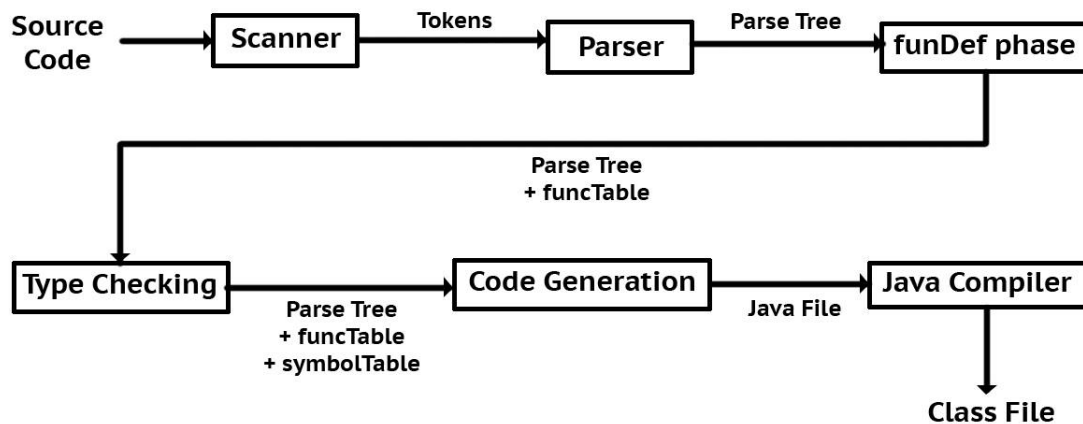 Source
Code
Scanner
Tokens
Parser
Parse Tree
funDef phase
Parse Tree
+ funcTable
Type Checking
Parse Tree
+ funcTable
+ symbolTable
Code Generation
Java File
Java Compiler
Class File